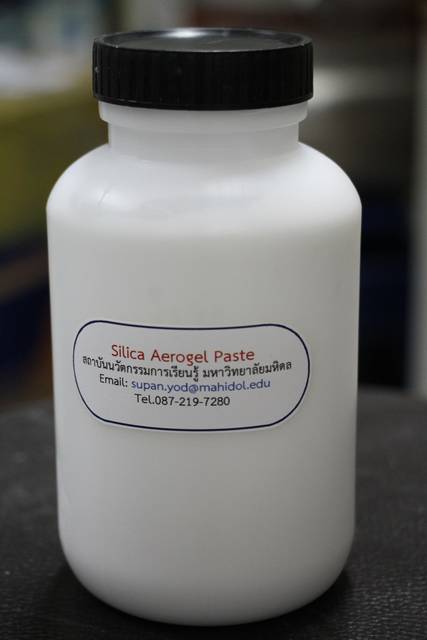 Silica Aerogel Paste
สถาบันนวัตกรรมการเรียนรู้ มหาวิทยาลัยมหิดล
Email: supan.yod@mahidol.edu
Tel.087-219-7280